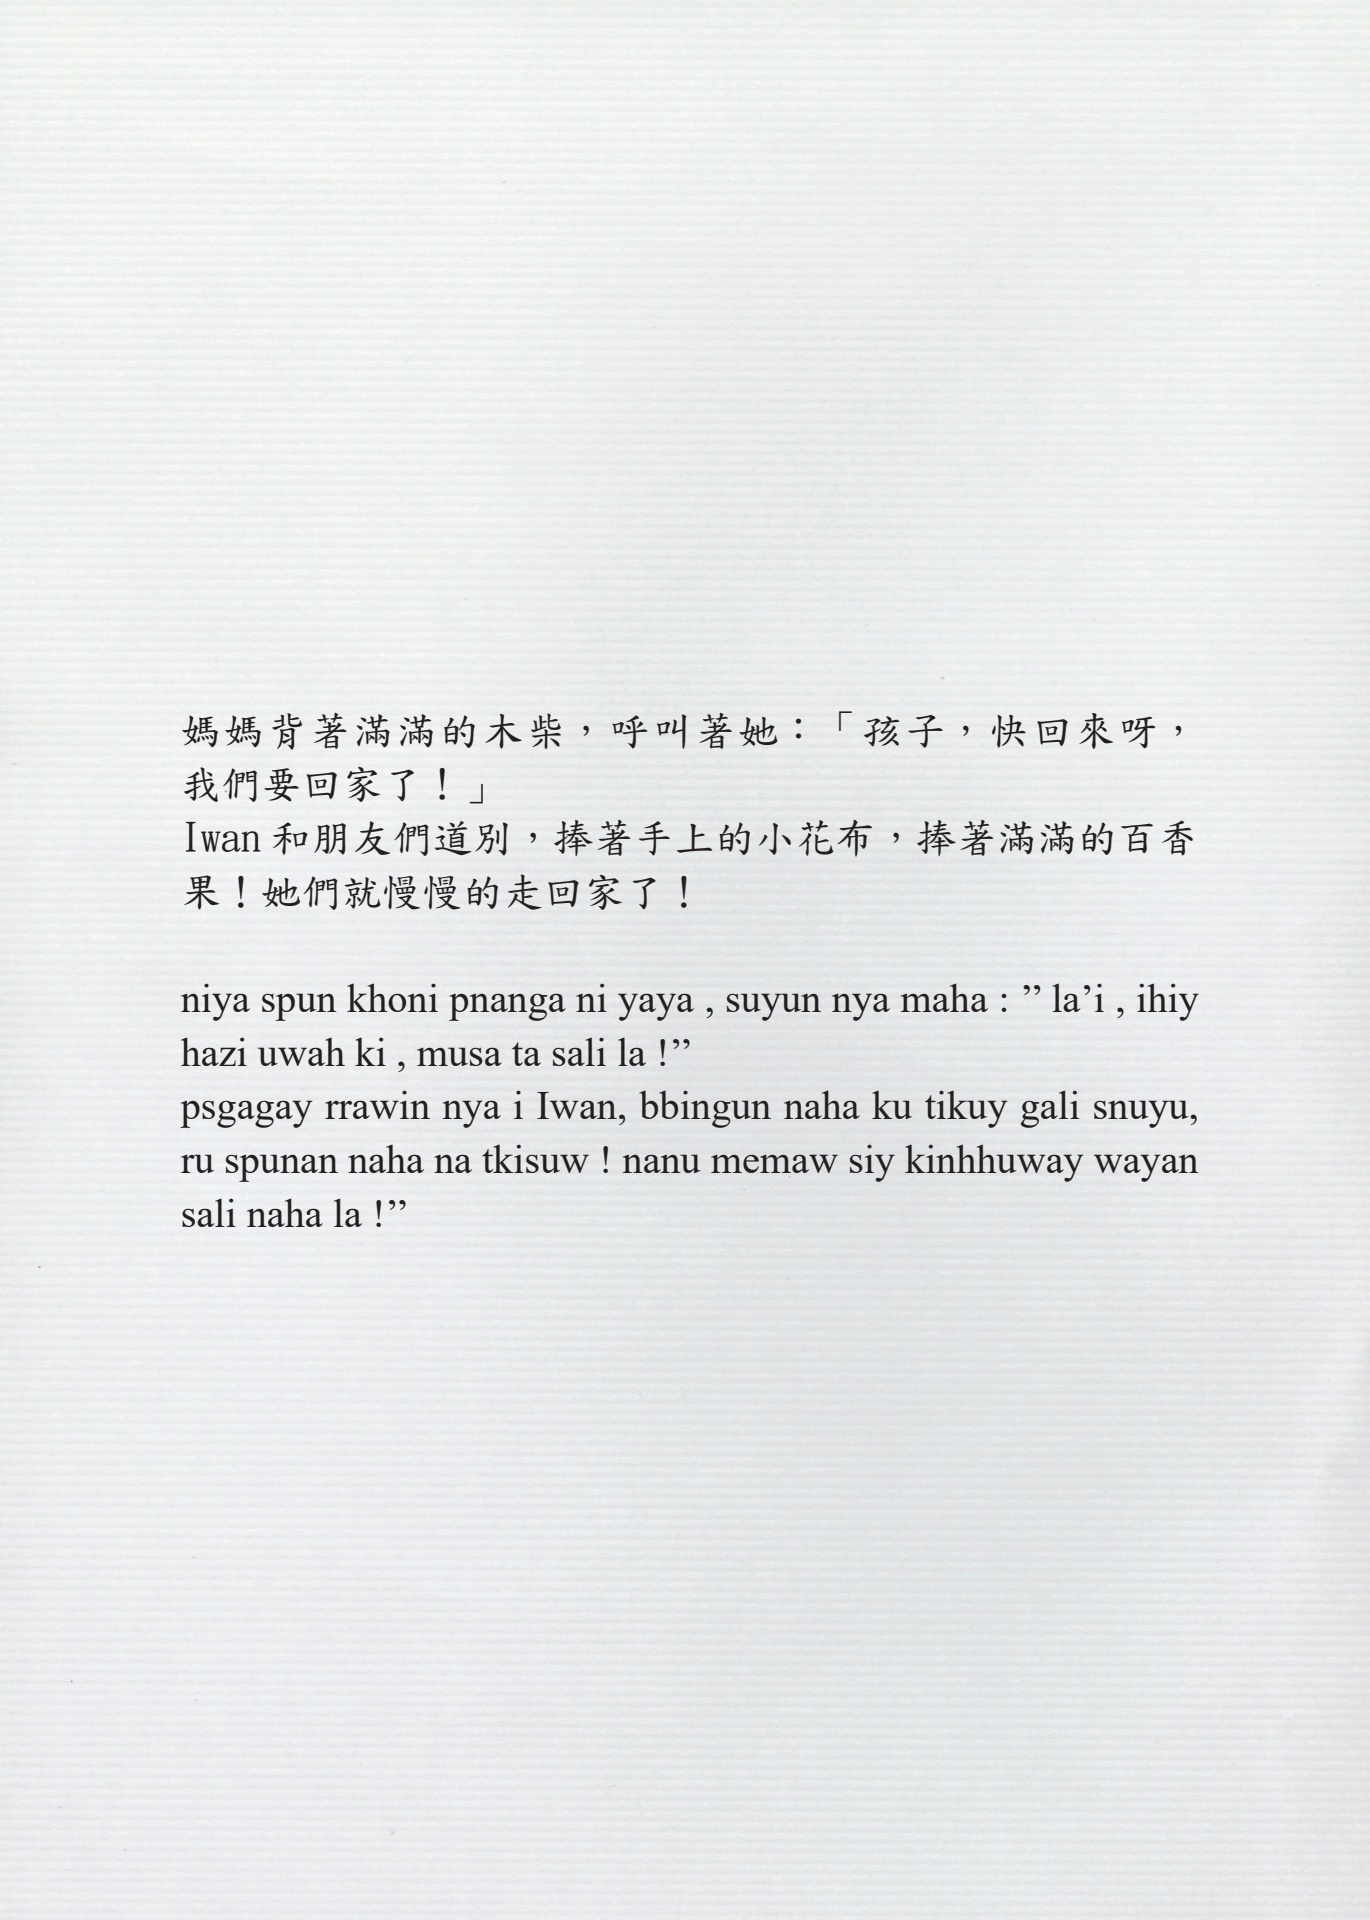 媽媽背著滿滿的木柴，呼叫著她：「孩子，快回來呀，
我們要回家了！」
Iwan 和朋友們道別，捧著手上的小花布，捧著滿滿的百香
果！她們就慢慢的走回家了！
niya spun khoni pnanga ni yaya , suyun nya maha : ” la’i , ihiy
hazi uwah ki , musa ta sali la !”
psgagay rrawin nya i Iwan, bbingun naha ku tikuy gali snuyu,
ru spunan naha na tkisuw ! nanu memaw siy kinhhuway wayan
sali naha la !”